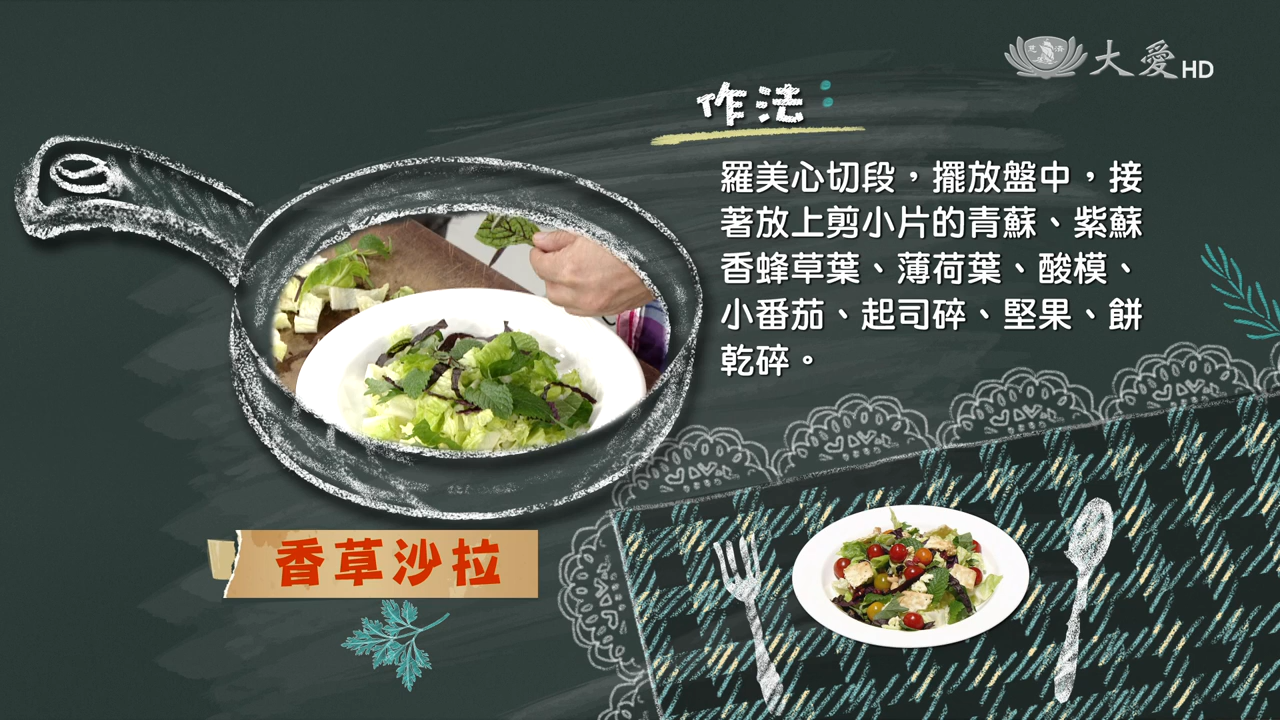 大愛HD
作法：
羅美心切段，擺放盤中，接
著放上剪小片的青蘇、紫蘇
香蜂草葉、薄荷葉、酸模、
小番茄、起司碎、堅果、餅
乾碎。
香草沙拉